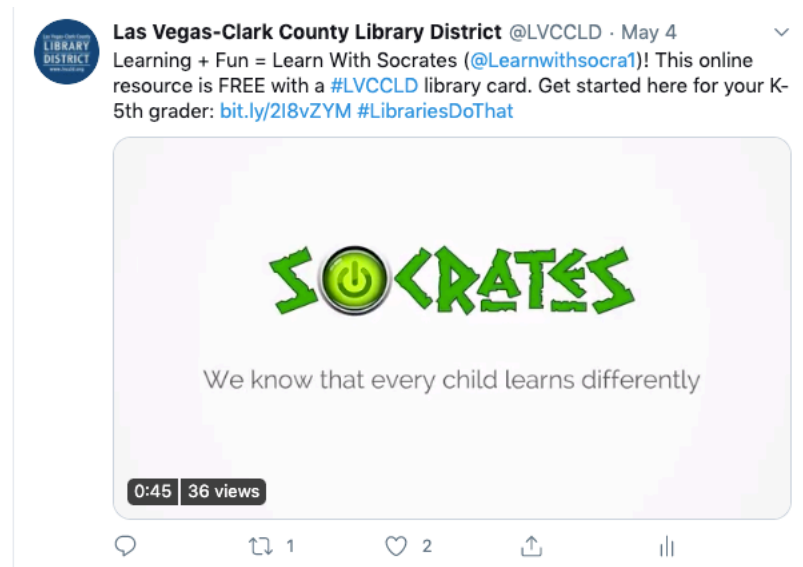 Las Vegas-Clark County Library District @LVCCLD · May 4
Learning + Fun = Learn With Socrates (@Learnwithsocra1)! This online
resource is FREE with a #LVCCLD library card. Get started here for your K-
5th grader: bit.ly/2I8vZYM #LibrariesDoThat
LIBRARY
DISTRICT
SOCRATES
We know that every child learns differently
0:45 36 views
1 2